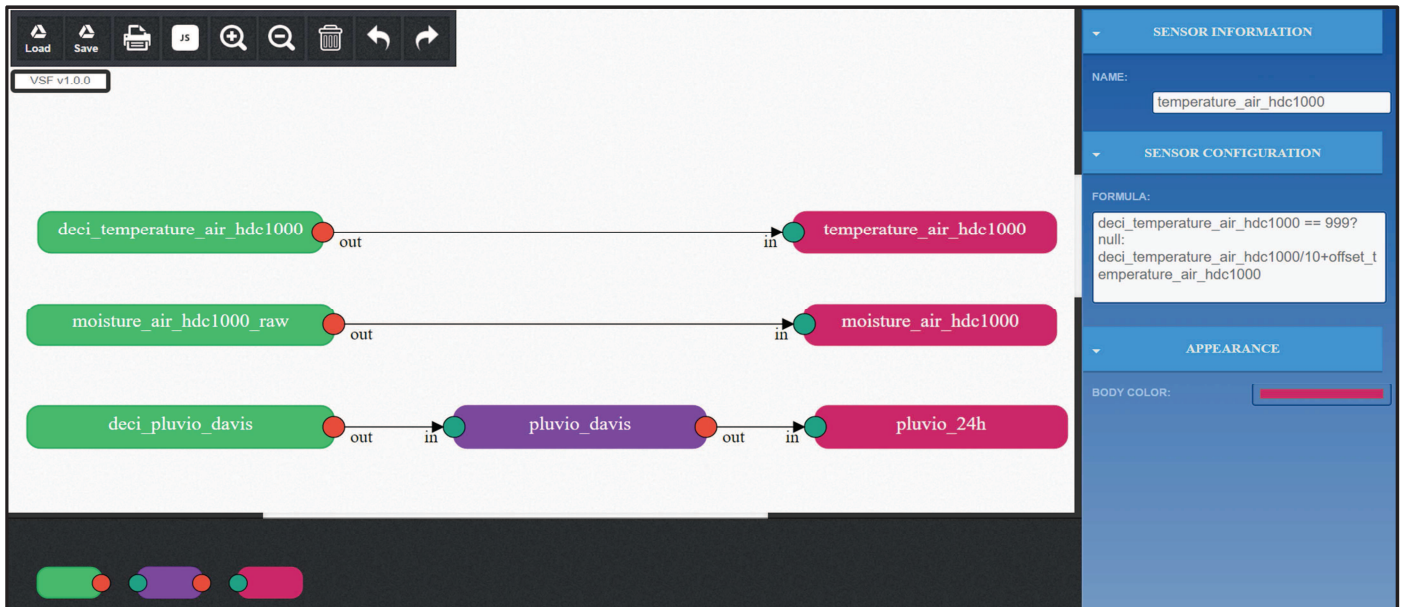 Load
Save
JS
VSF v1.0.0
deci_temperature_air_hdc1000
out
in
temperature_air_hdc1000
moisture_air_hdc1000_raw
out
in
moisture_air_hdc1000
deci_pluvio_davis
out
in
pluvio_davis
out
in
pluvio_24h
SENSOR INFORMATION
NAME:
temperature_air_hdc1000
SENSOR CONFIGURATION
FORMULA:
deci_temperature_air_hdc1000 == 999?
null:
deci_temperature_air_hdc1000/10+offset_t
emperature_air_hdc1000
APPEARANCE
BODY COLOR: